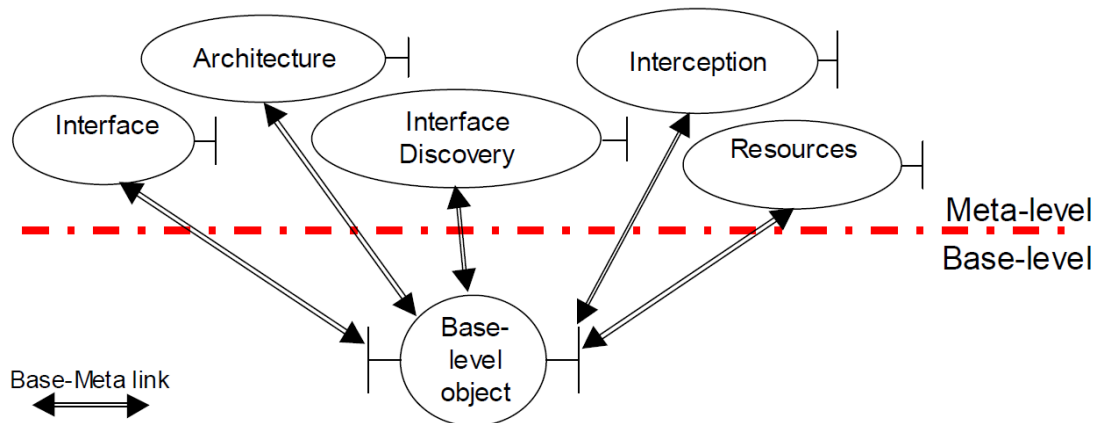 Architecture
Interception
Interface
Interface
Discovery
Resources
Meta-level
Base-level
Base-
level
object
Base-Meta link